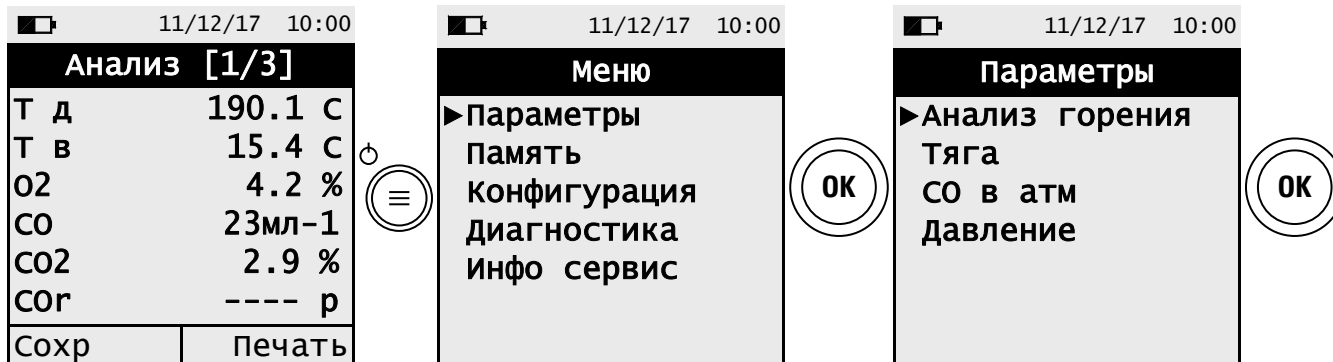 11/12/17 10:00
Анализ [1/3]
Т д 190.1 C
Т в 15.4 C
O2 4.2 %
CO 23мл-1
CO2 2.9 %
COr ---- p
Сохр Печать
11/12/17 10:00
Меню
▶Параметры
Память
Конфигурация
Диагностика
Инфо сервис
OK
11/12/17 10:00
Параметры
▶Анализ горения
Тяга
CO в атм
Давление
OK